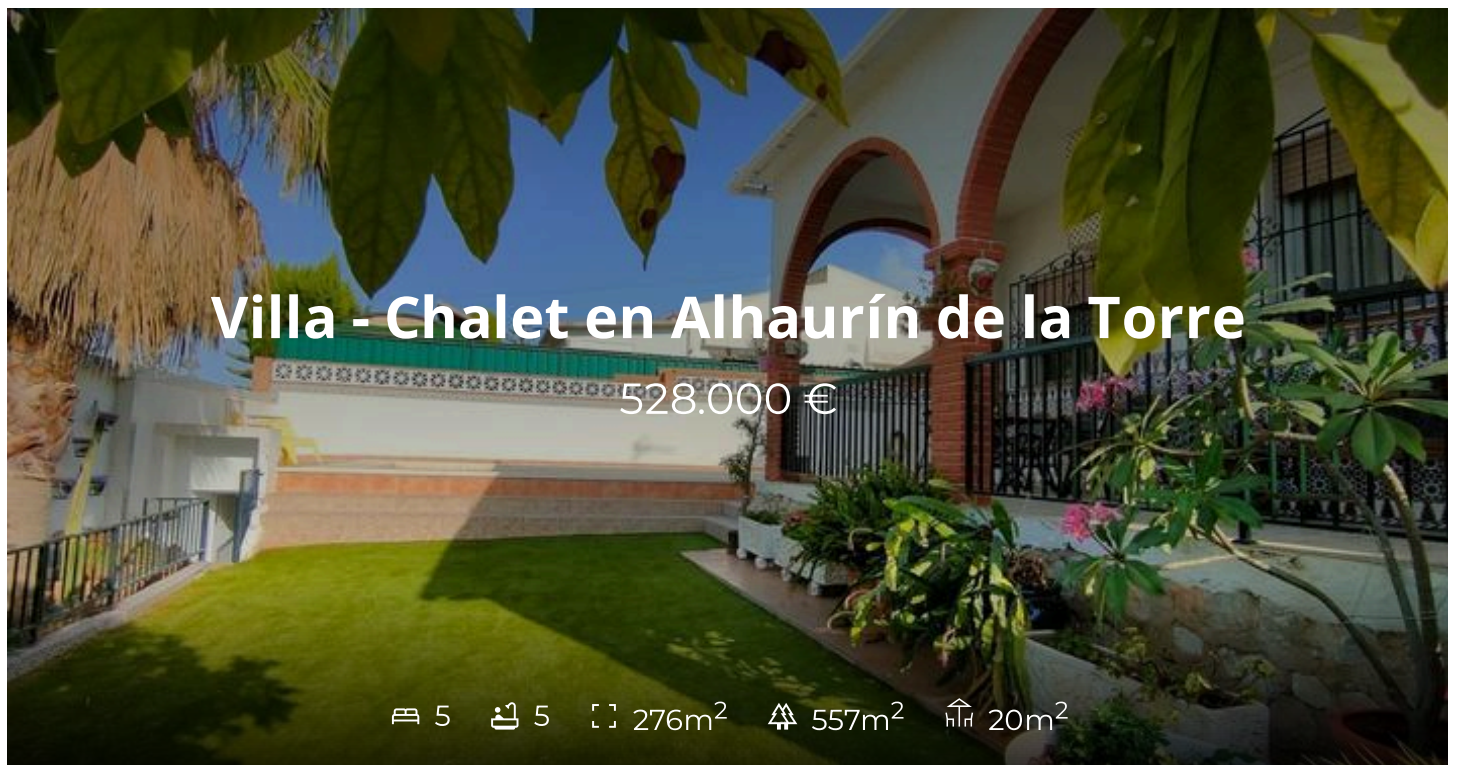 Villa - Chalet en Alhaurín de la Torre
528.000 €
5 5 276m² 557m² 20m²